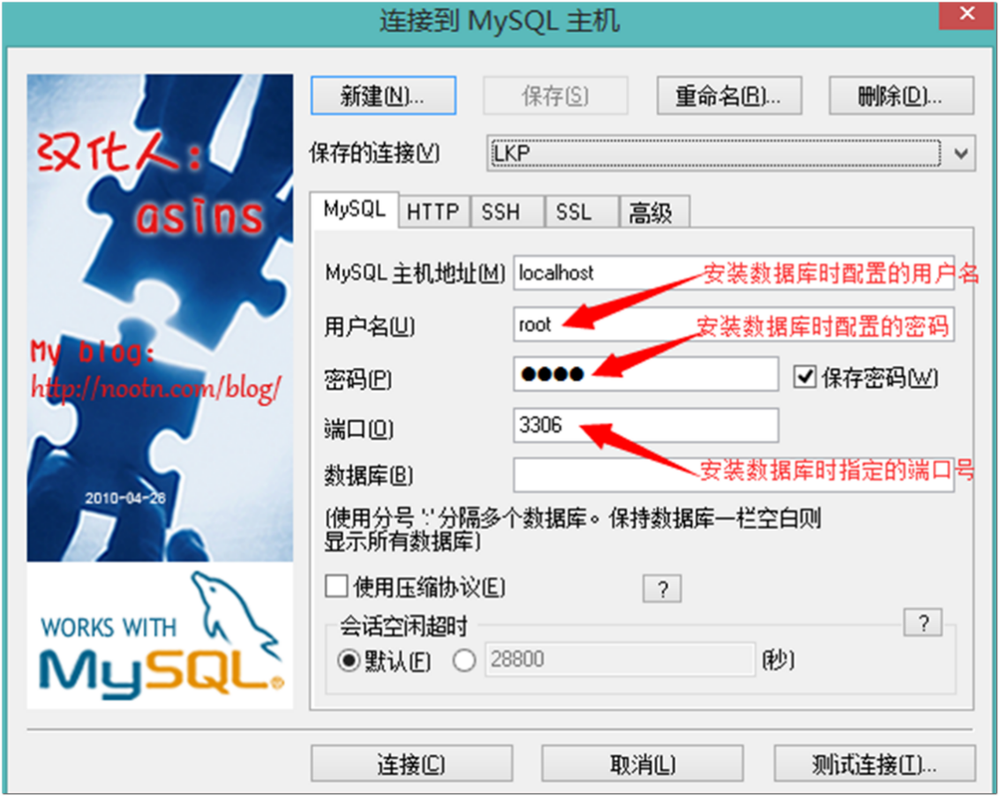 连接到 MySQL 主机
汉化人：
asins
My blog:
http://nootn.com/blog/
2010-04-26
WORKS WITH
MySQL®
新建(N)...
保存(S)
重命名(R)...
删除(D)...
保存的连接(V)
LKP
MySQL
HTTP
SSH
SSL
高级
MySQL 主机地址(M)
localhost
安装数据库时配置的用户名
用户名(U)
root
安装数据库时配置的密码
密码(P)
●●●●
保存密码(W)
端口(O)
3306
安装数据库时指定的端口号
数据库(B)
(使用分号 ';' 分隔多个数据库。保持数据库一栏空白则
显示所有数据库)
使用压缩协议(E)
?
会话空闲超时
?
默认(F)
28800
(秒)
连接(C)
取消(L)
测试连接(T)...